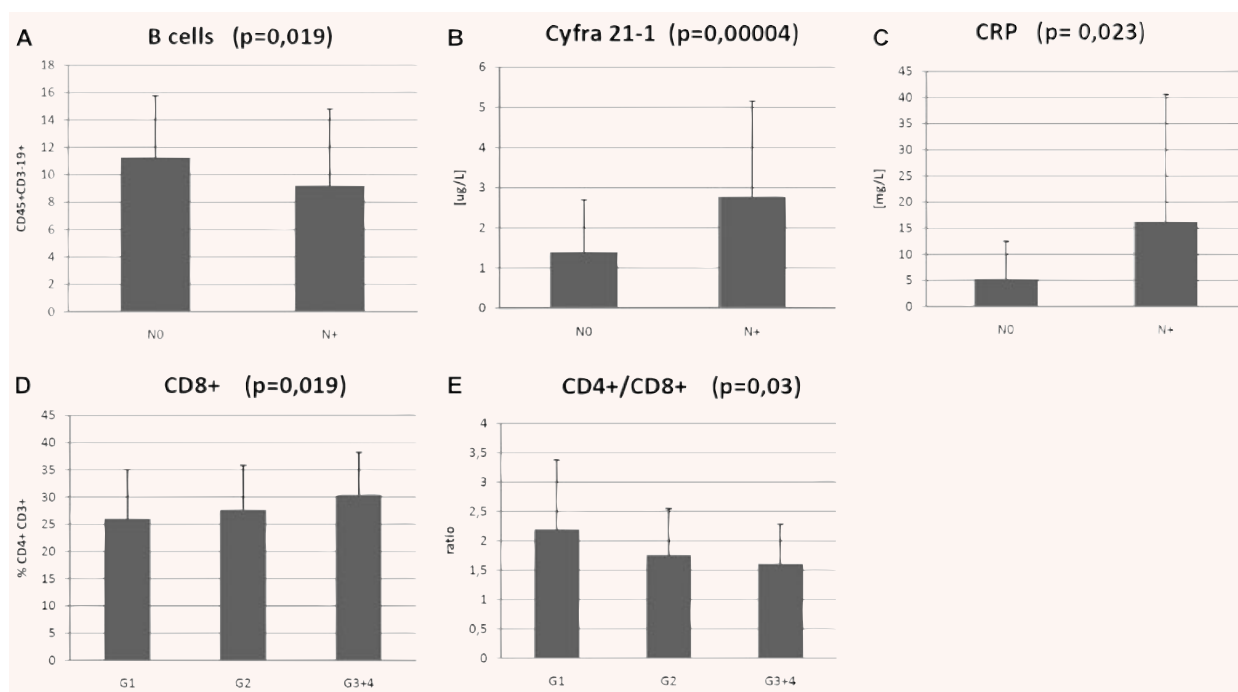 A
B cells (p=0,019)
CD45+CD3-19+
18
16
14
12
10
8
6
4
2
0
N0
N+
B
Cyfra 21-1 (p=0,00004)
[ug/L]
6
5
4
3
2
1
0
N0
N+
C
CRP (p= 0,023)
[mg/L]
45
40
35
30
25
20
15
10
5
0
N0
N+
D
CD8+ (p=0,019)
% CD4+ CD3+
45
40
35
30
25
20
15
10
5
0
G1
G2
G3+4
E
CD4+/CD8+ (p=0,03)
ratio
4
3,5
3
2,5
2
1,5
1
0,5
0
G1
G2
G3+4